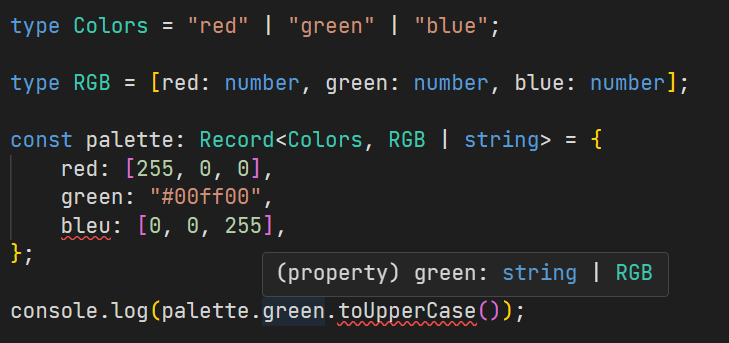 type Colors = "red" | "green" | "blue";
type RGB = [red: number, green: number, blue: number];
const palette: Record<Colors, RGB | string> = {
    red: [255, 0, 0],
    green: "#00ff00",
    bleu: [0, 0, 255],
};
(property) green: string | RGB
console.log(palette.green.toUpperCase());